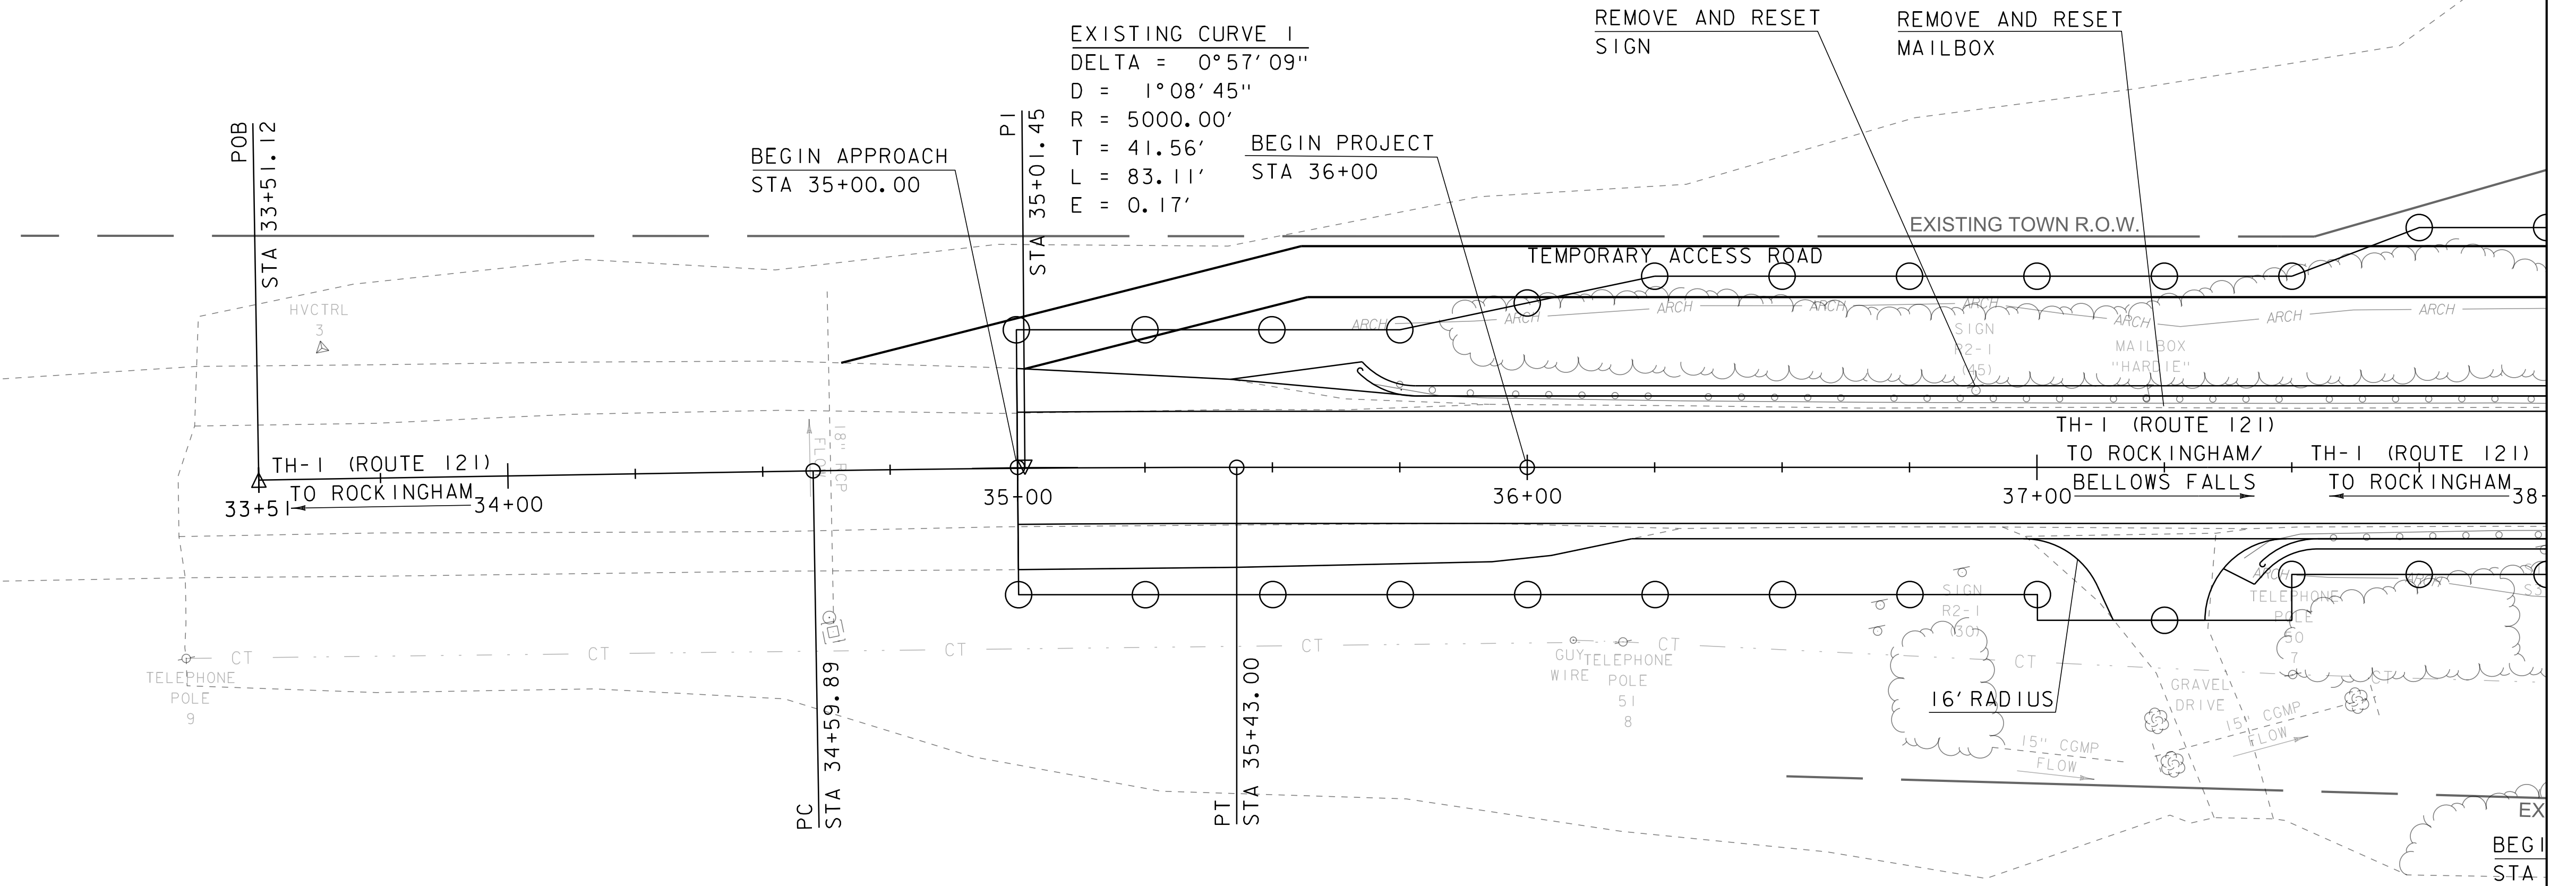 REMOVE AND RESET
SIGN
REMOVE AND RESET
MAILBOX
EXISTING CURVE 1
DELTA = 0°57'09"
D = 1°08'45"
R = 5000.00'
T = 41.56'
L = 83.11'
E = 0.17'
POB
STA 33+51.12
BEGIN APPROACH
STA 35+00.00
PI
STA 35+01.45
BEGIN PROJECT
STA 36+00
EXISTING TOWN R.O.W.
TEMPORARY ACCESS ROAD
HVCTRL
3
ARCH
ARCH
ARCH
ARCH
ARCH
ARCH
ARCH
ARCH
SIGN
R2-1
(45)
MAILBOX
"HARDIE"
18" RCP
FLOW
TH-1 (ROUTE 121)
TO ROCKINGHAM
TH-1 (ROUTE 121)
TO ROCKINGHAM/
BELLOWS FALLS
TH-1 (ROUTE 121)
TO ROCKINGHAM
33+51
34+00
35+00
36+00
37+00
38
ARCH
ARCH
SIGN
R2-1
(30)
TELEPHONE
POLE
50
7
CT
CT
CT
CT
CT
CT
CT
TELEPHONE
POLE
9
GUY
WIRE
TELEPHONE
POLE
51
8
PC
STA 34+59.89
PT
STA 35+43.00
16' RADIUS
GRAVEL
DRIVE
15" CGMP
FLOW
15" CGMP
FLOW
EX
BEGI
STA